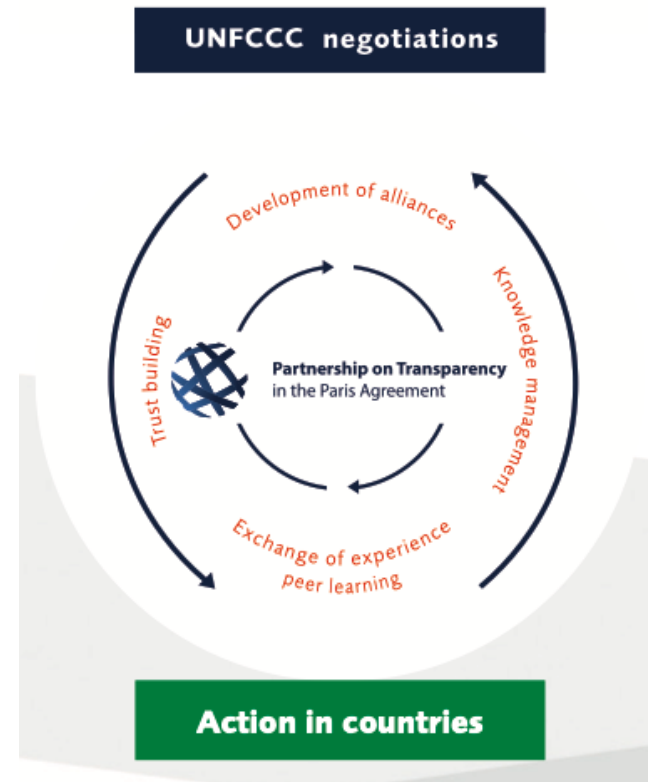 UNFCCC negotiations
Development of alliances
Knowledge management
Trust building
Partnership on Transparency
in the Paris Agreement
Exchange of experience
peer learning
Action in countries